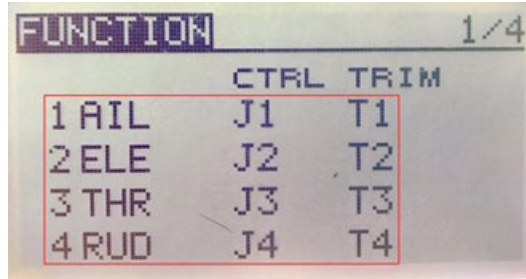 FUNCTION 1/4
CTRL TRIM
1 AIL J1 T1
2 ELE J2 T2
3 THR J3 T3
4 RUD J4 T4